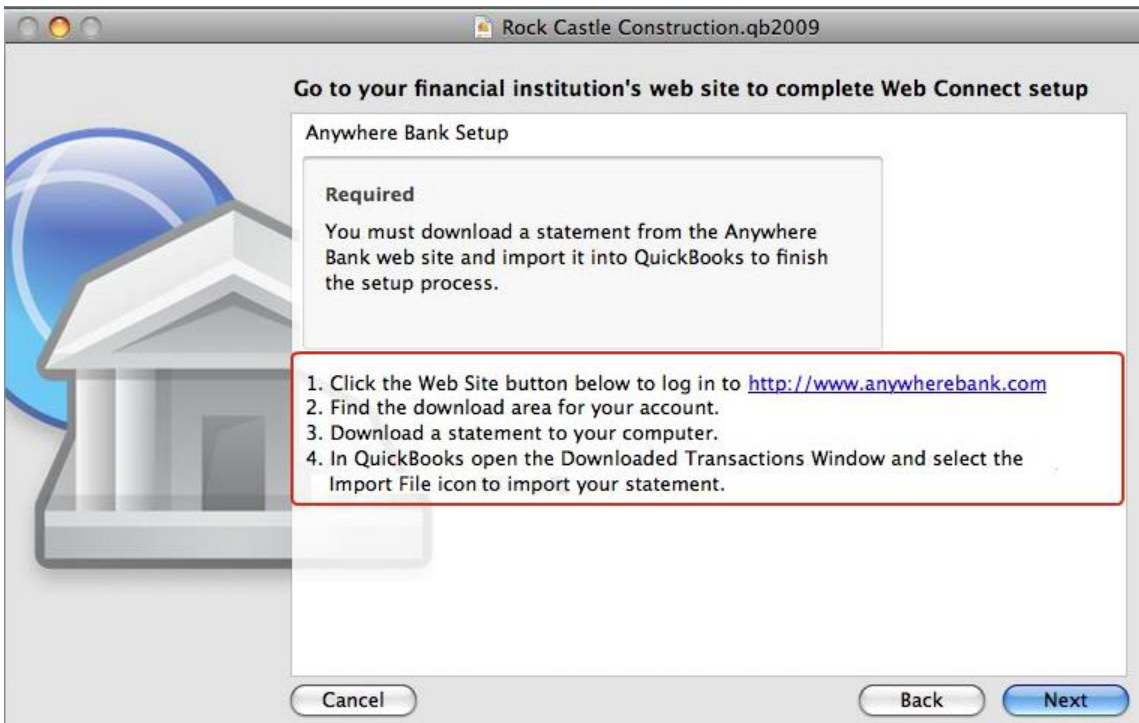 Rock Castle Construction.qb2009
Go to your financial institution's web site to complete Web Connect setup
Anywhere Bank Setup
Required
You must download a statement from the Anywhere
Bank web site and import it into QuickBooks to finish
the setup process.
1. Click the Web Site button below to log in to http://www.anywherebank.com
2. Find the download area for your account.
3. Download a statement to your computer.
4. In QuickBooks open the Downloaded Transactions Window and select the
Import File icon to import your statement.
Cancel
Back
Next